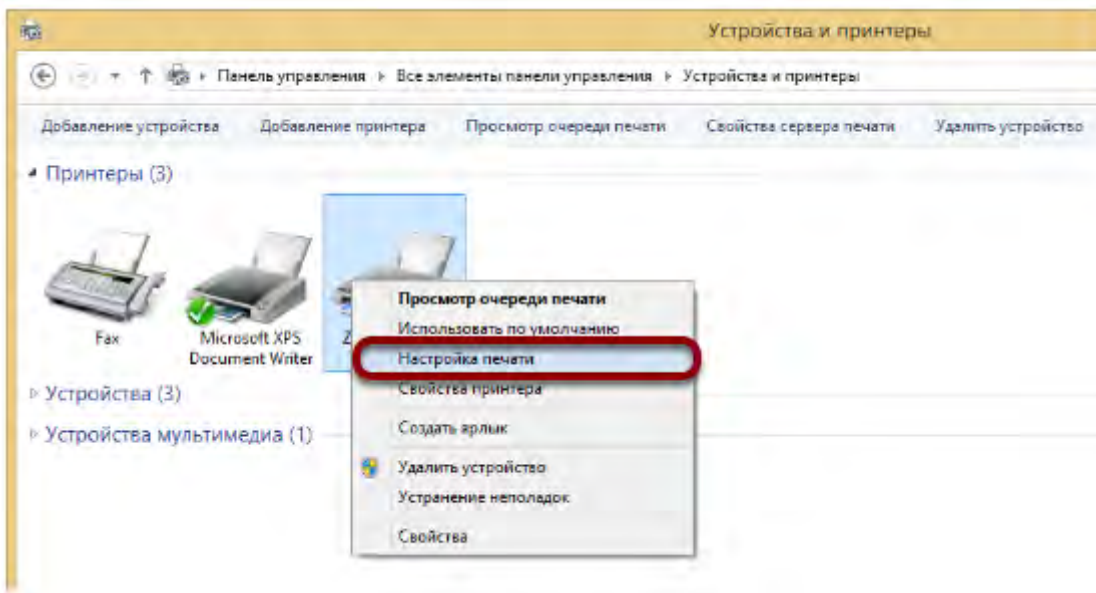 Устройства и принтеры
Панель управления ▸ Все элементы панели управления ▸ Устройства и принтеры
Добавление устройства Добавление принтера Просмотр очереди печати Свойства сервера печати Удалить устройство
Принтеры (3)
Fax
Microsoft XPS
Document Writer
Z
Просмотр очереди печати
Использовать по умолчанию
Настройка печати
Свойства принтера
Создать ярлык
Удалить устройство
Устранение неполадок
Свойства
Устройства (3)
Устройства мультимедиа (1)